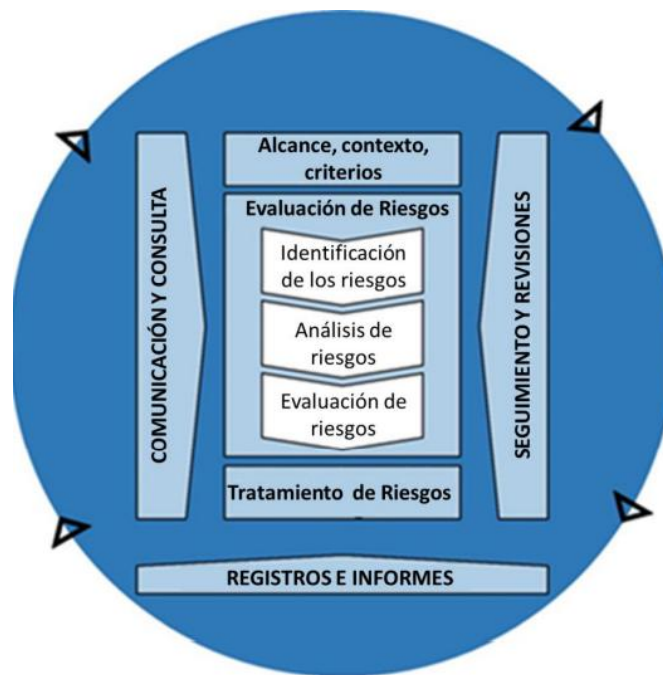 Alcance, contexto,
criterios
Evaluación de Riesgos
Identificación
de los riesgos
Análisis de
riesgos
Evaluación de
riesgos
Tratamiento de Riesgos
COMUNICACIÓN Y CONSULTA
SEGUIMIENTO Y REVISIONES
REGISTROS E INFORMES